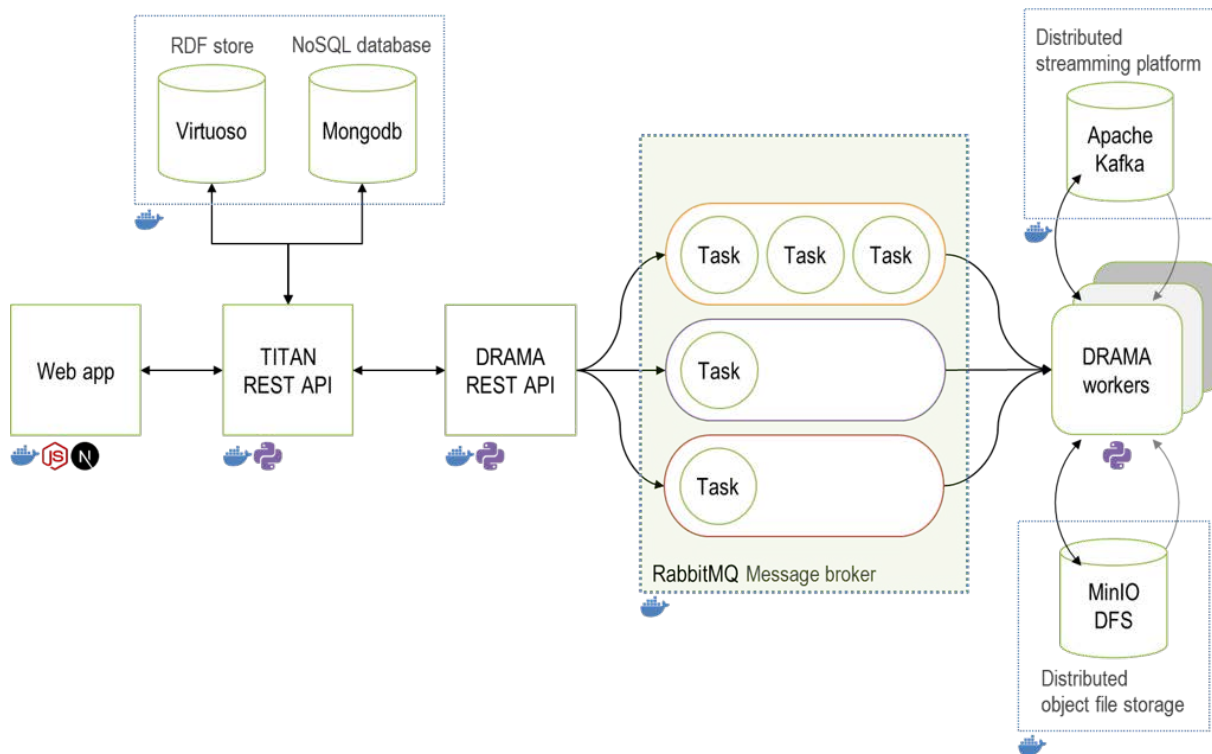 RDF store
NoSQL database
Virtuoso
Mongodb
Distributed
streamming platform
Apache
Kafka
Web app
TITAN
REST API
DRAMA
REST API
Task
Task
Task
Task
Task
RabbitMQ Message broker
DRAMA
workers
MinIO
DFS
Distributed
object file storage
JS
N